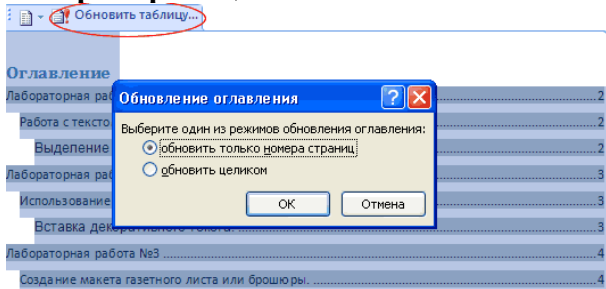 Обновить таблицу...
Оглавление
Лабораторная раб
Обновление оглавления
2
Работа с тексто
Выберите один из режимов обновления оглавления:
2
Выделение
обновить только номера страниц
2
Лабораторная раб
обновить целиком
3
Использование
ОК Отмена
3
Вставка декоративного текста.
3
Лабораторная работа №3 4
Создание макета газетного листа или брошюры. 4